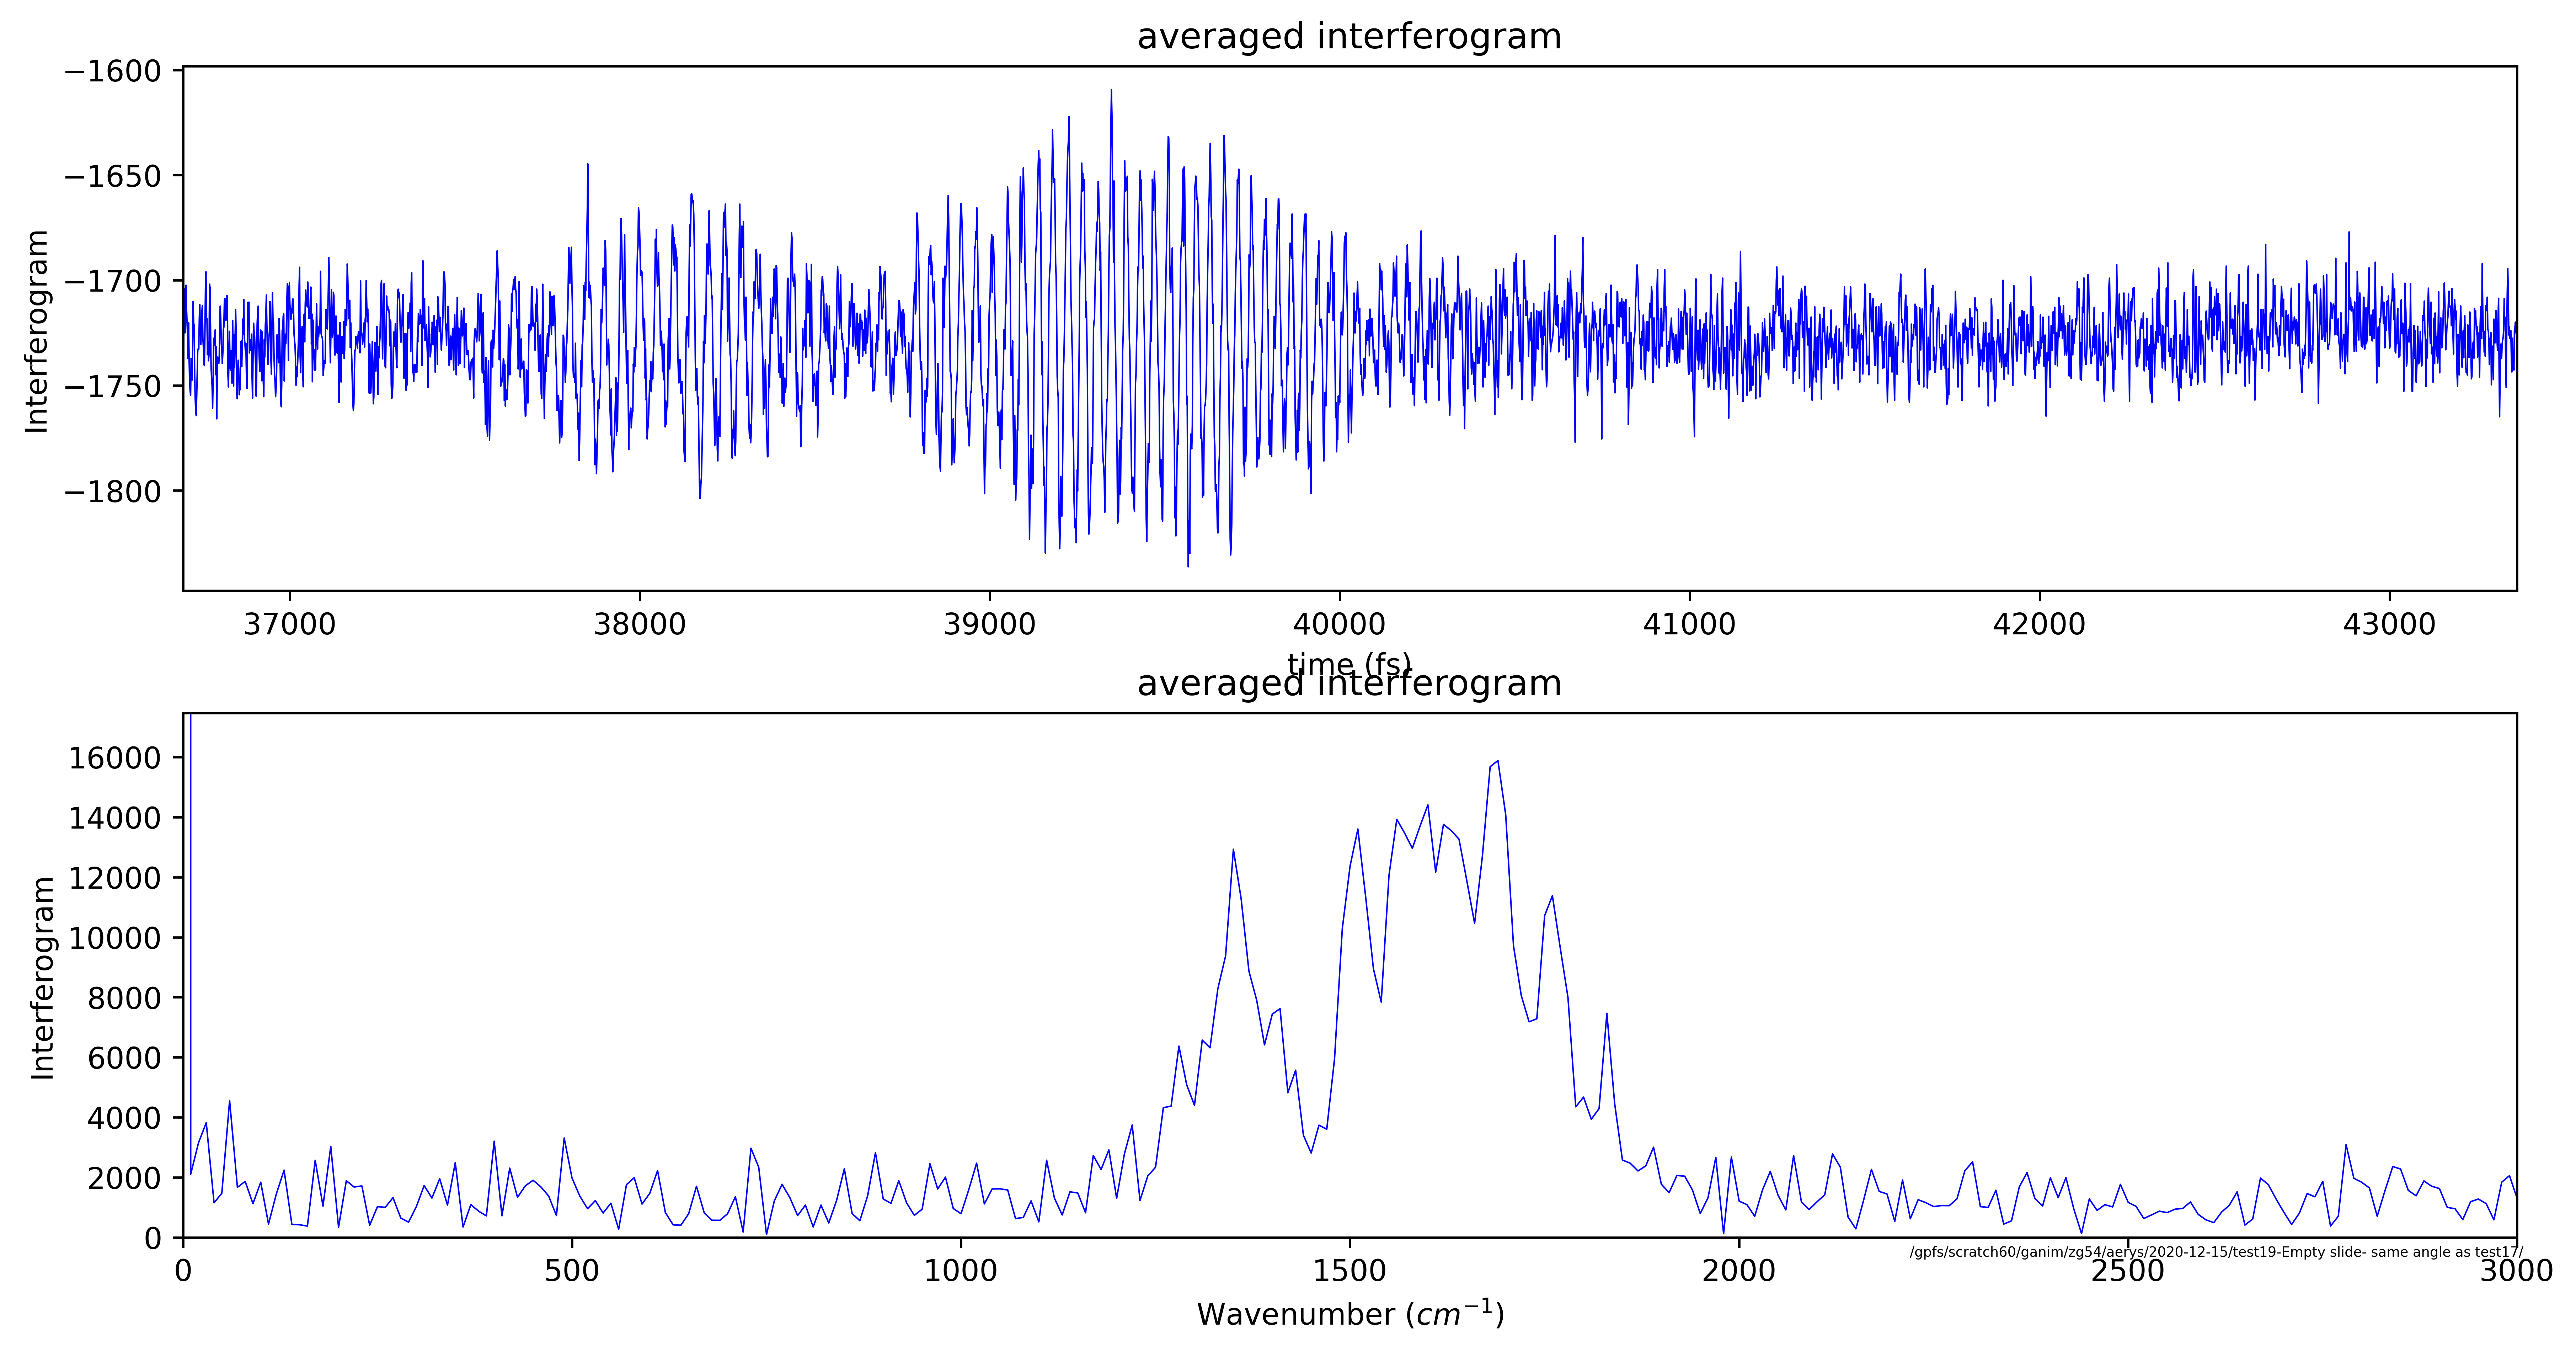 averaged interferogram
−1600
−1650
−1700
−1750
−1800
Interferogram
37000 38000 39000 40000 41000 42000 43000
time (fs)
averaged interferogram
16000
14000
12000
10000
8000
6000
4000
2000
0
Interferogram
/gpfs/scratch60/ganim/zg54/aerys/2020-12-15/test19-Empty slide- same angle as test17/
0 500 1000 1500 2000 2500 3000
Wavenumber (cm⁻¹)